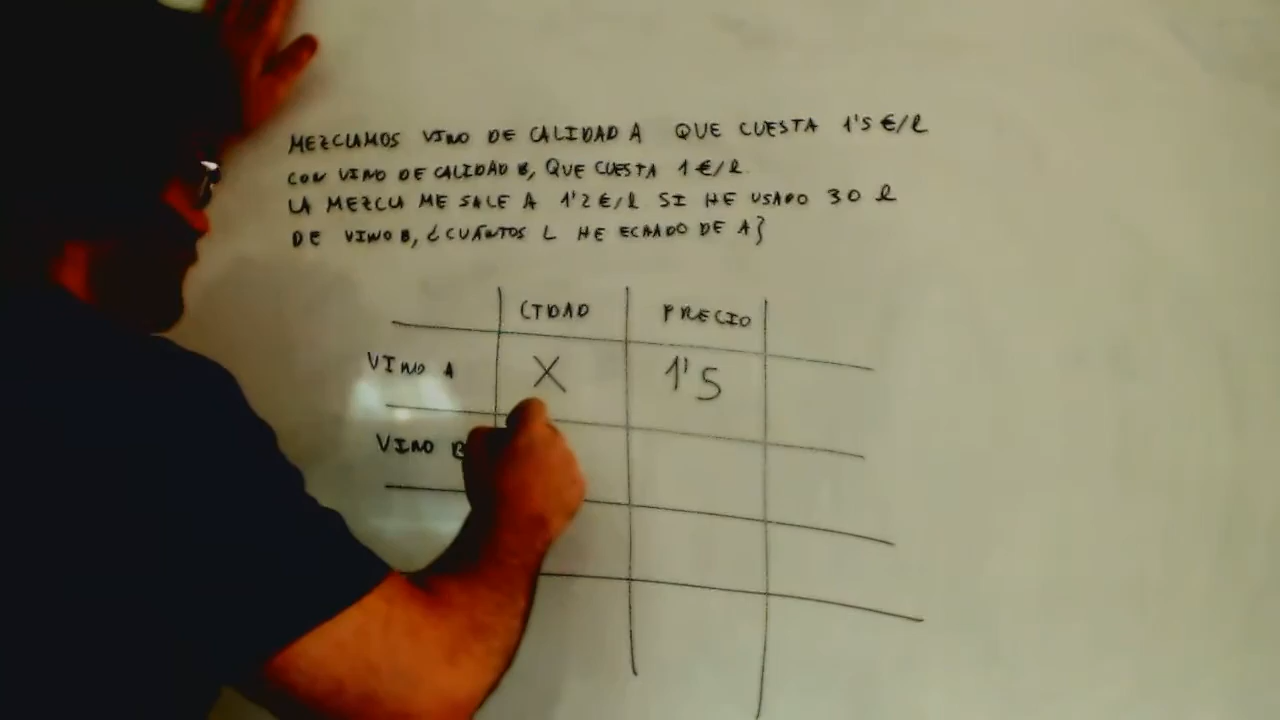 MEZCLAMOS VINO DE CALIDAD A QUE CUESTA 1'5 €/l
CON VINO DE CALIDAD B, QUE CUESTA 1 €/l.
LA MEZCLA ME SALE A 1'2 €/l SI HE USADO 30 l
DE VINO B, ¿CUÁNTOS L HE ECHADO DE A?
CTDAD PRECIO
VINO A X 1'5
VINO B